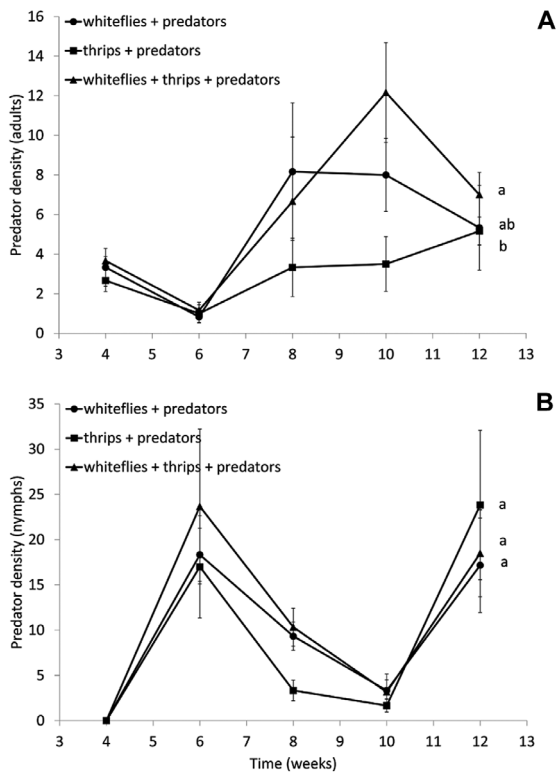 A
16
14
12
10
8
6
4
2
0
Predator density (adults)
whiteflies + predators
thrips + predators
whiteflies + thrips + predators
a
ab
b
3 4 5 6 7 8 9 10 11 12 13
B
35
30
25
20
15
10
5
0
Predator density (nymphs)
whiteflies + predators
thrips + predators
whiteflies + thrips + predators
a
a
a
3 4 5 6 7 8 9 10 11 12 13
Time (weeks)